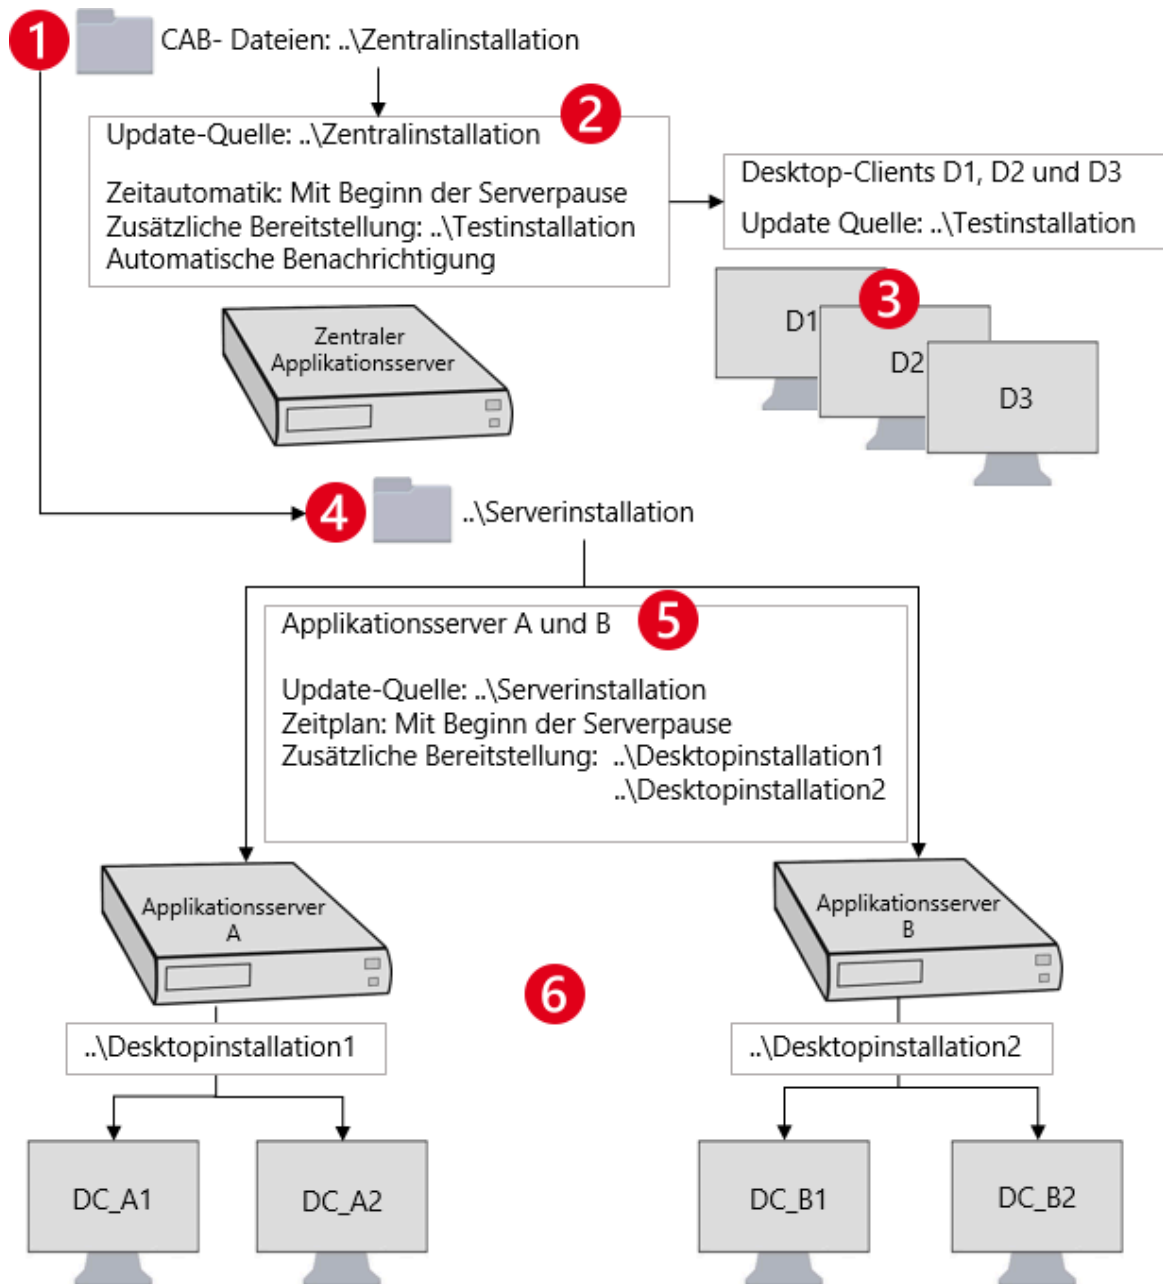 1
CAB- Dateien: ..\Zentralinstallation
2
Update-Quelle: ..\Zentralinstallation
Zeitautomatik: Mit Beginn der Serverpause
Zusätzliche Bereitstellung: ..\Testinstallation
Automatische Benachrichtigung
Desktop-Clients D1, D2 und D3
Update Quelle: ..\Testinstallation
3
D1
D2
D3
Zentraler
Applikationsserver
4
..\Serverinstallation
5
Applikationsserver A und B
Update-Quelle: ..\Serverinstallation
Zeitplan: Mit Beginn der Serverpause
Zusätzliche Bereitstellung: ..\Desktopinstallation1
..\Desktopinstallation2
Applikationsserver
A
Applikationsserver
B
6
..\Desktopinstallation1
..\Desktopinstallation2
DC_A1
DC_A2
DC_B1
DC_B2